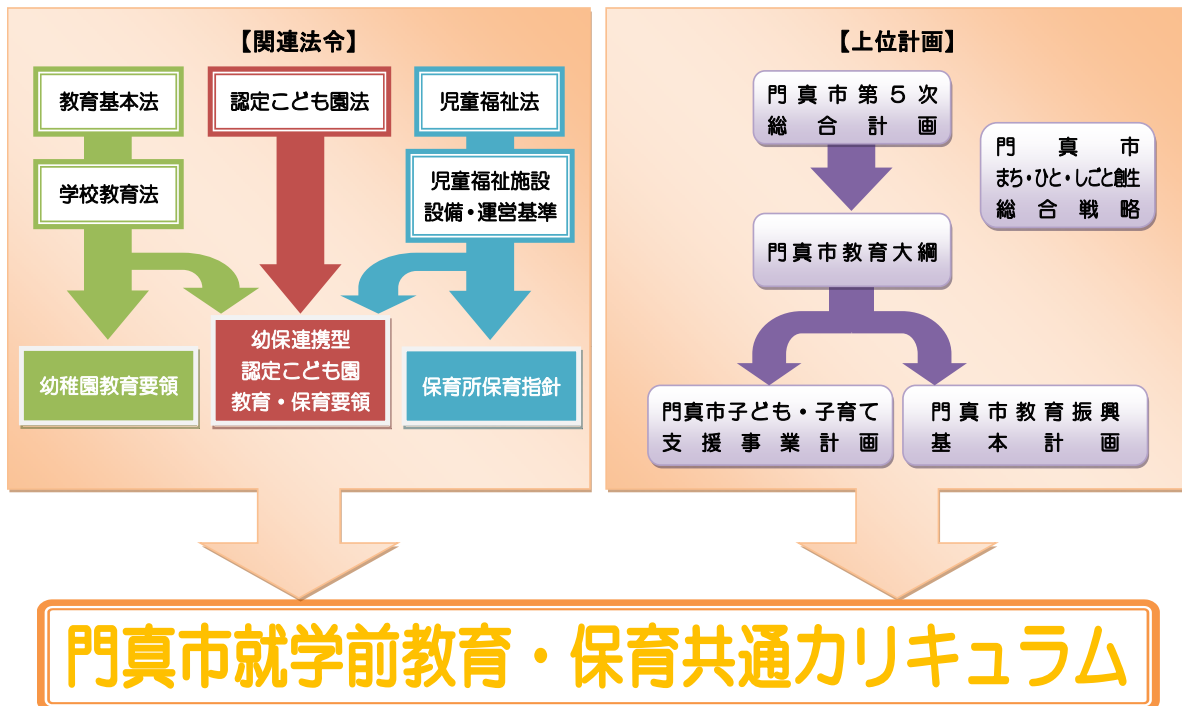 【関連法令】
教育基本法
学校教育法
幼稚園教育要領
認定こども園法
幼保連携型
認定こども園
教育・保育要領
児童福祉法
児童福祉施設
設備・運営基準
保育所保育指針
【上位計画】
門真市第5次
総合計画
門真市
まち・ひと・しごと創生
総合戦略
門真市教育大綱
門真市子ども・子育て
支援事業計画
門真市教育振興
基本計画
門真市就学前教育・保育共通カリキュラム